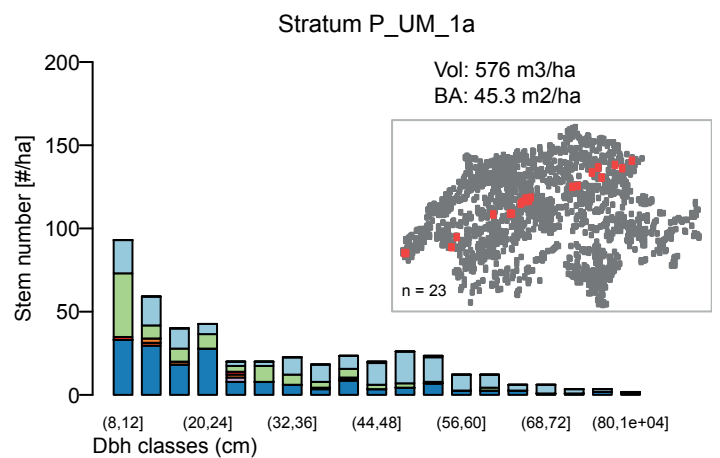 Stratum P_UM_1a
Vol: 576 m3/ha
BA: 45.3 m2/ha
n = 23
Stem number [#/ha]
200
150
100
50
0
(8,12] (20,24] (32,36] (44,48] (56,60] (68,72] (80,1e+04]
Dbh classes (cm)